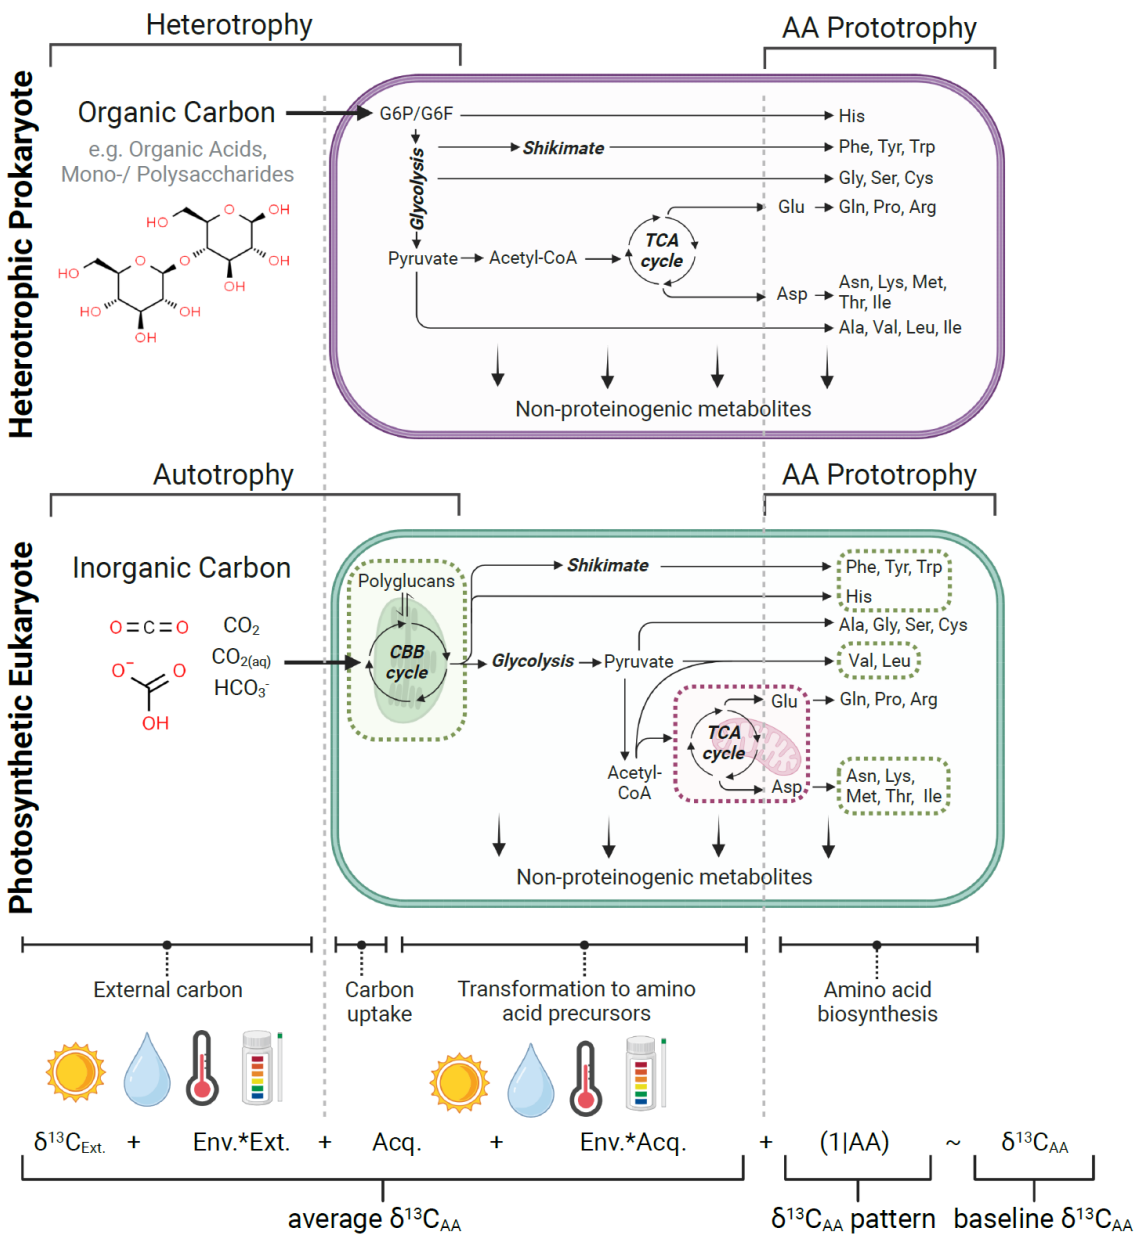 Heterotrophy
AA Prototrophy
Heterotrophic Prokaryote
Organic Carbon
e.g. Organic Acids,
Mono-/ Polysaccharides
OH
HO
O
OH
OH
O
HO
O
OH
HO
OH
OH
G6P/G6F
Glycolysis
Shikimate
Pyruvate
Acetyl-CoA
TCA
cycle
His
Phe, Tyr, Trp
Gly, Ser, Cys
Glu
Gln, Pro, Arg
Asp
Asn, Lys, Met,
Thr, Ile
Ala, Val, Leu, Ile
Non-proteinogenic metabolites
Autotrophy
AA Prototrophy
Photosynthetic Eukaryote
Inorganic Carbon
O=C=O
CO₂
CO₂₍aq₎
HCO₃⁻
O⁻
O
OH
Polyglucans
CBB
cycle
Shikimate
Glycolysis
Pyruvate
Acetyl-
CoA
TCA
cycle
Phe, Tyr, Trp
His
Ala, Gly, Ser, Cys
Val, Leu
Glu
Gln, Pro, Arg
Asp
Asn, Lys,
Met, Thr, Ile
Non-proteinogenic metabolites
External carbon
Carbon
uptake
Transformation to amino
acid precursors
Amino acid
biosynthesis
δ¹³C_Ext. + Env.*Ext. + Acq. + Env.*Acq. + (1|AA) ~ δ¹³C_AA
average δ¹³C_AA
δ¹³C_AA pattern
baseline δ¹³C_AA